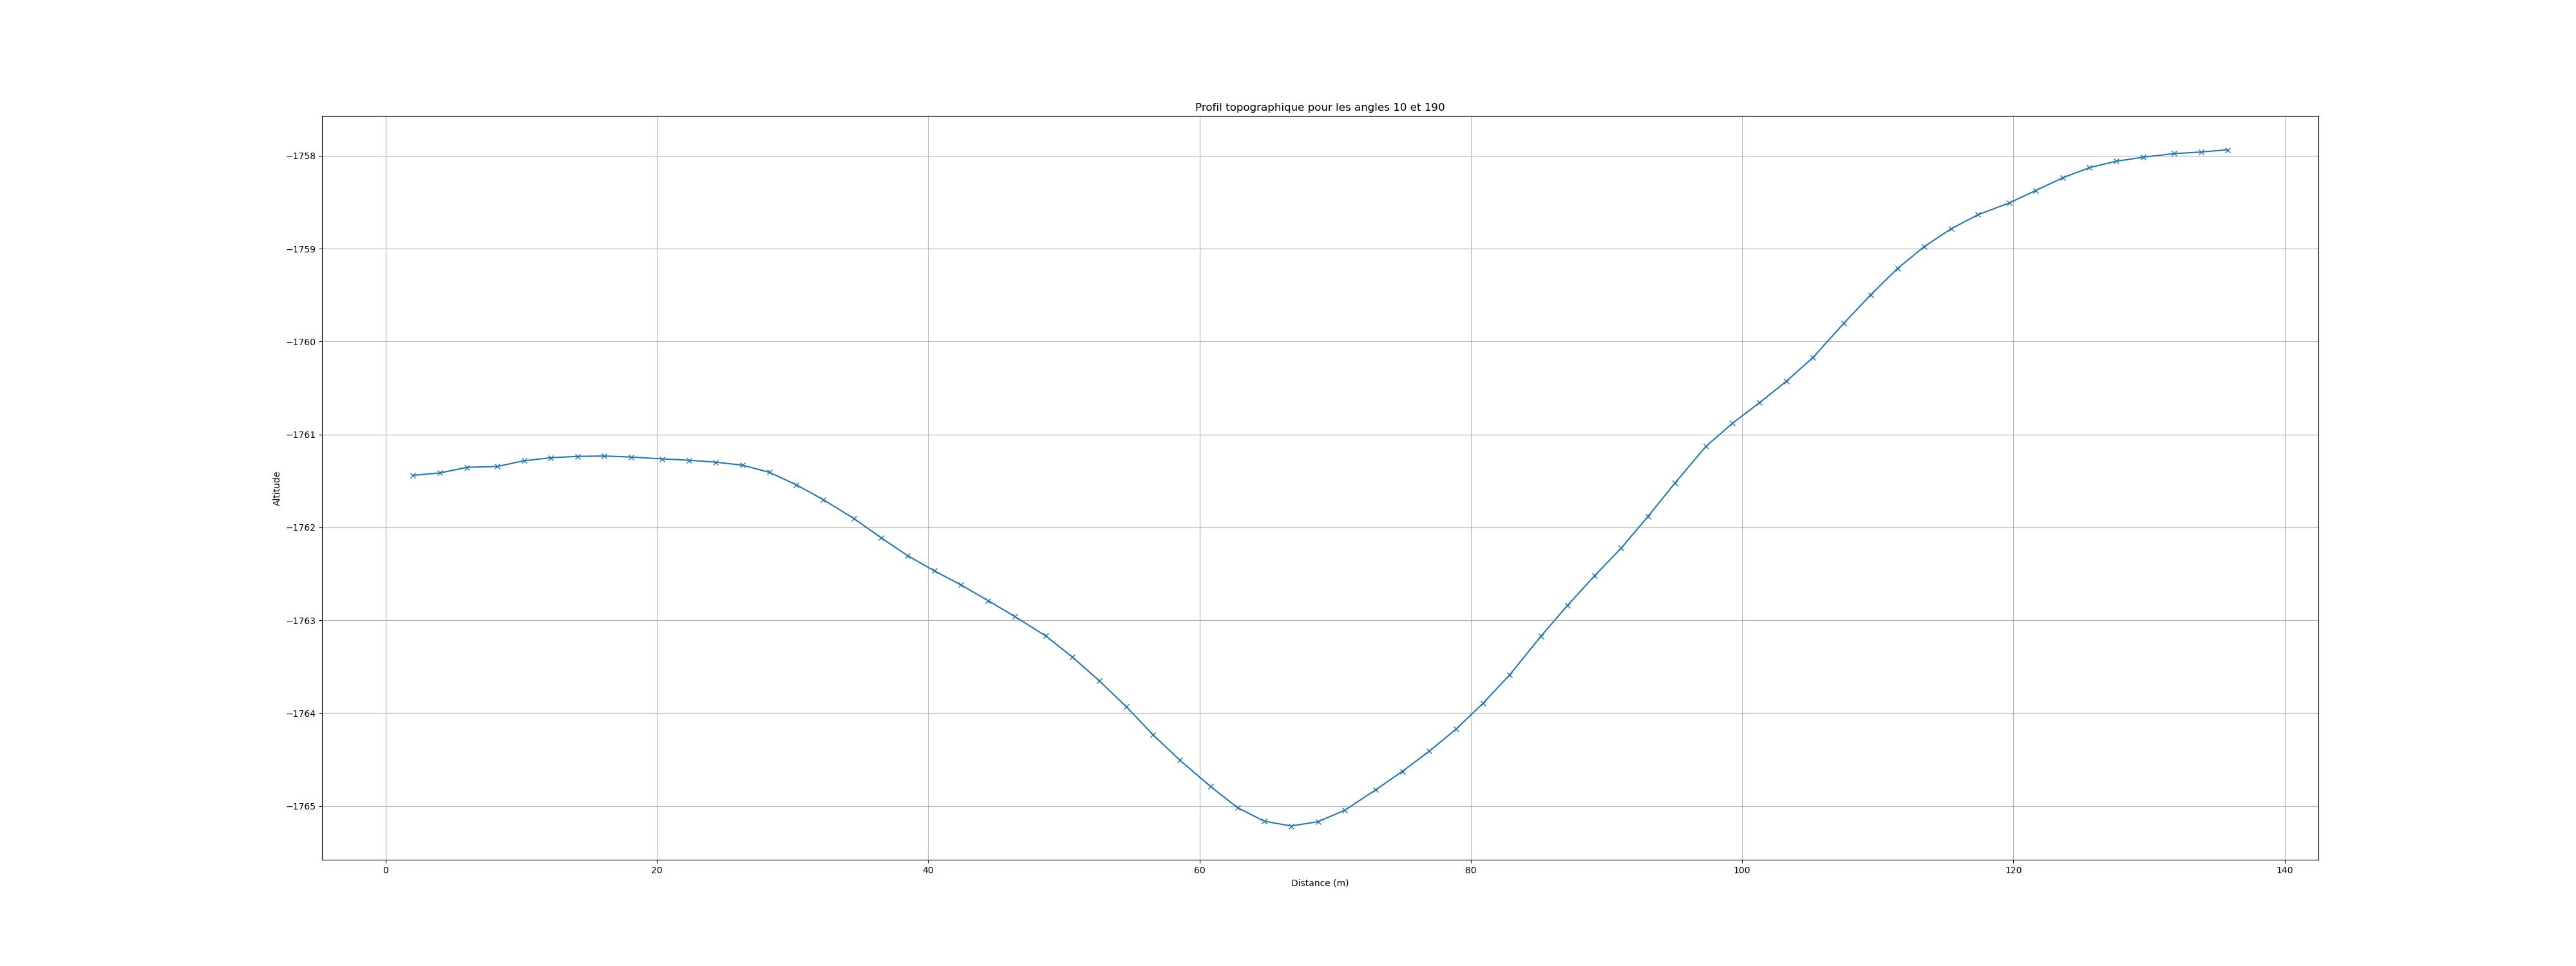 Profil topographique pour les angles 10 et 190
−1758
−1759
−1760
−1761
−1762
−1763
−1764
−1765
Altitude
0 20 40 60 80 100 120 140
Distance (m)